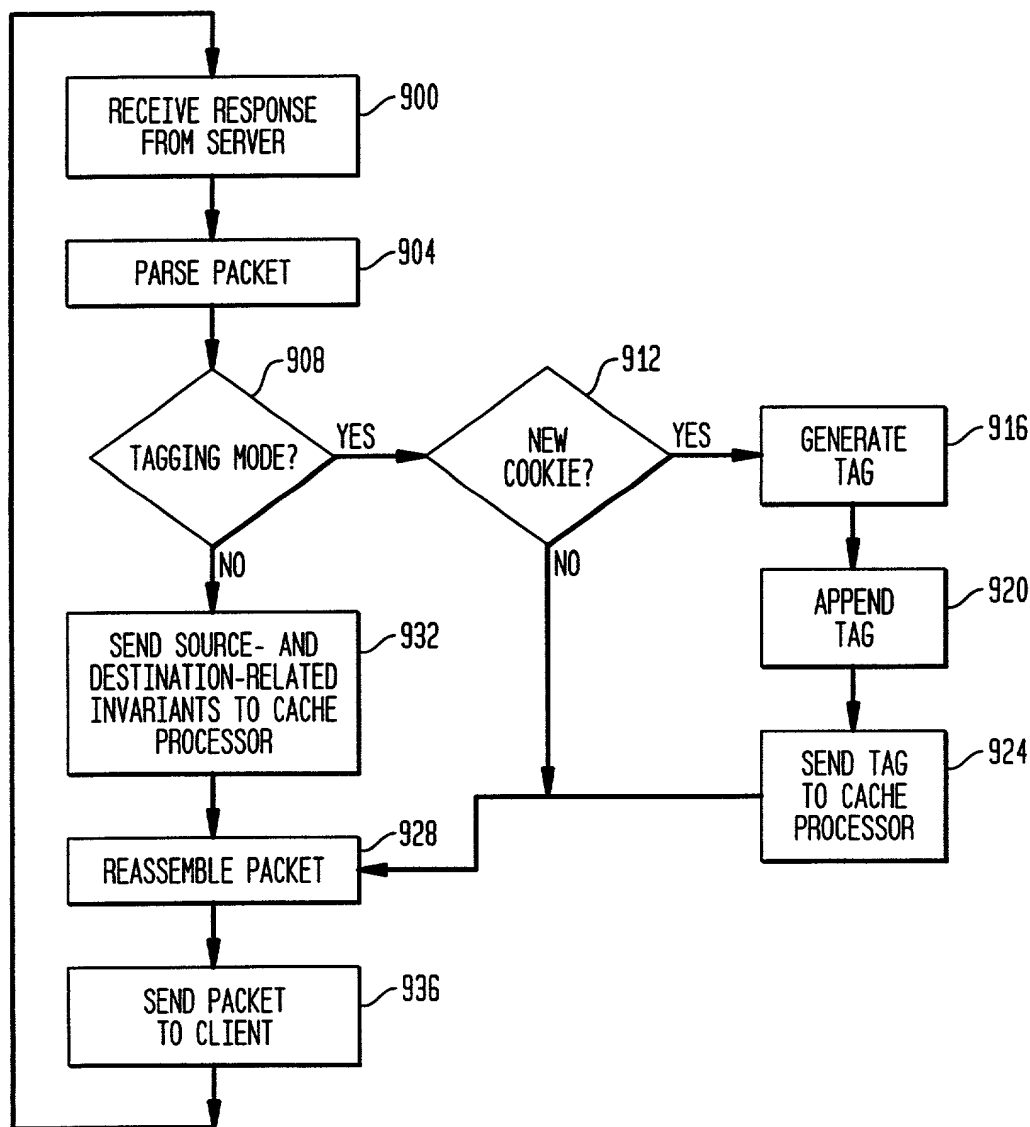 RECEIVE RESPONSE
FROM SERVER
900
PARSE PACKET
904
TAGGING MODE?
908
YES
NO
NEW
COOKIE?
912
YES
NO
GENERATE
TAG
916
APPEND
TAG
920
SEND TAG
TO CACHE
PROCESSOR
924
SEND SOURCE- AND
DESTINATION-RELATED
INVARIANTS TO CACHE
PROCESSOR
932
REASSEMBLE PACKET
928
SEND PACKET
TO CLIENT
936